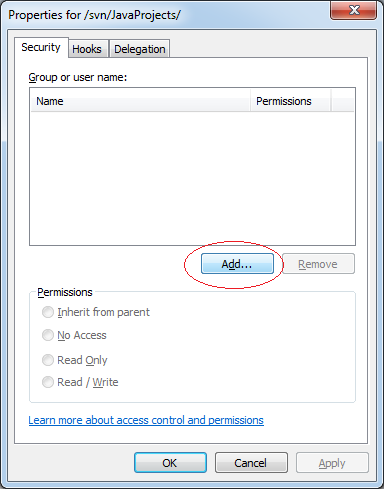 Properties for /svn/JavaProjects/
Security Hooks Delegation
Group or user name:
Name Permissions
Add... Remove
Permissions
Inherit from parent
No Access
Read Only
Read / Write
Learn more about access control and permissions
OK Cancel Apply